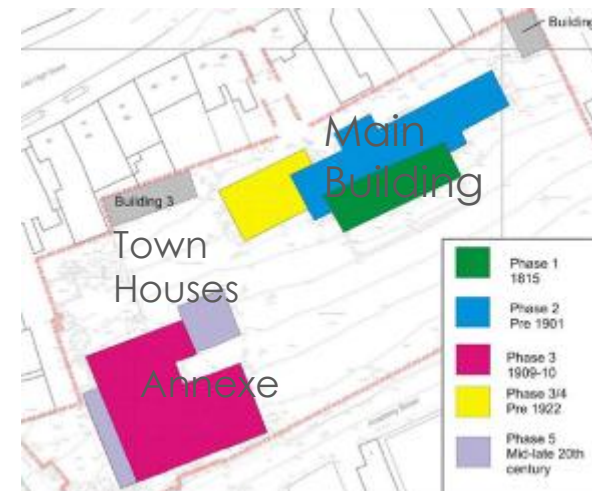 Building
Main
Building
Building 3
Town
Houses
Annexe
Phase 1
1815
Phase 2
Pre 1901
Phase 3
1909-10
Phase 3/4
Pre 1922
Phase 5
Mid-late 20th
century